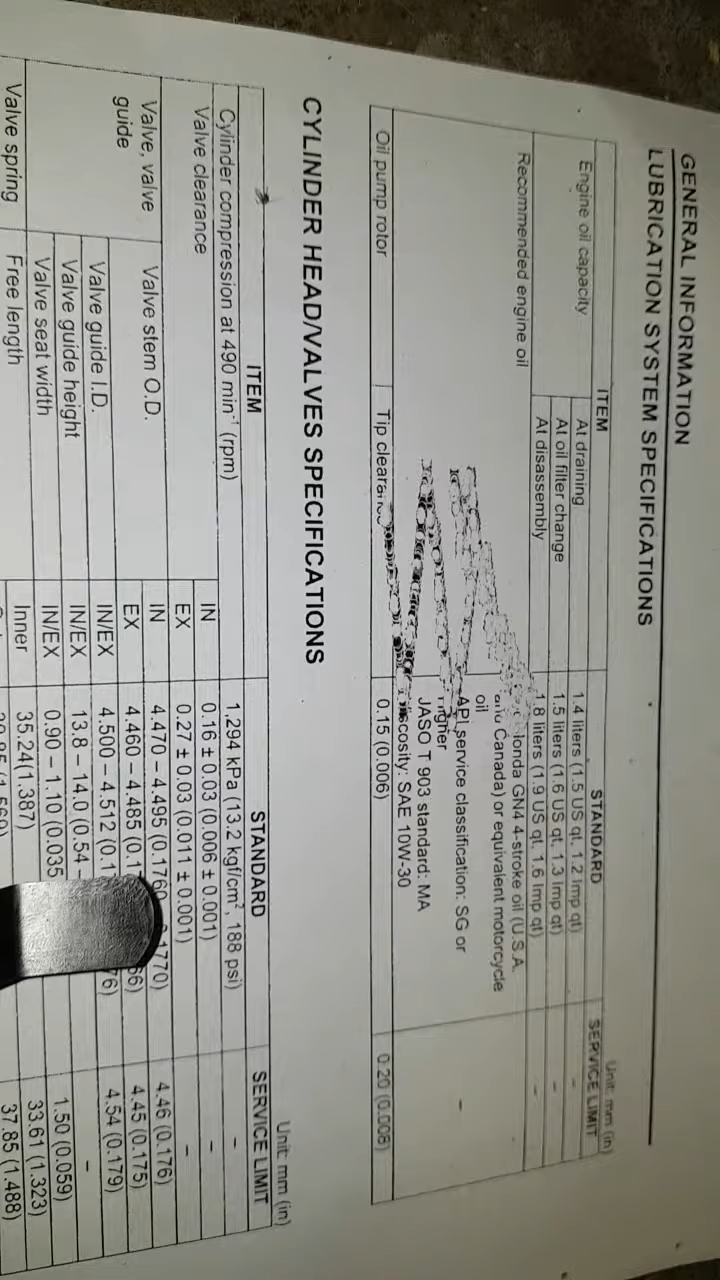 GENERAL INFORMATION
LUBRICATION SYSTEM SPECIFICATIONS
Unit: mm (in)
ITEM STANDARD SERVICE LIMIT
Engine oil capacity At draining 1.4 liters (1.5 US qt, 1.2 Imp qt) –
At oil filter change 1.5 liters (1.6 US qt, 1.3 Imp qt) –
At disassembly 1.8 liters (1.9 US qt, 1.6 Imp qt) –
Recommended engine oil GN4 4-stroke oil (U.S.A.
Canada) or equivalent motorcycle
oil
API service classification: SG or –
higher
JASO T 903 standard: MA
SAE 10W-30
Oil pump rotor Tip 0.15 (0.006) 0.20 (0.008)
CYLINDER HEAD/VALVES SPECIFICATIONS
Unit: mm (in)
ITEM STANDARD SERVICE LIMIT
Cylinder compression at 490 min⁻¹ (rpm) 1,294 kPa (13.2 kgf/cm², 188 psi) –
Valve clearance IN 0.16 ± 0.03 (0.006 ± 0.001) –
EX 0.27 ± 0.03 (0.011 ± 0.001) –
Valve, valve guide Valve stem O.D. IN 4.470 – 4.495 (0.1760 0.1770) 4.46 (0.176)
EX 4.460 – 4.485 4.45 (0.175)
Valve guide I.D. IN/EX 4.500 – 4.512 4.54 (0.179)
Valve guide height IN/EX 13.8 – 14.0 (0.54 – –
Valve seat width IN/EX 0.90 – 1.10 (0.035 1.50 (0.059)
Valve spring Free length Inner 35.24(1.387) 33.61 (1.323)
37.85 (1.488)